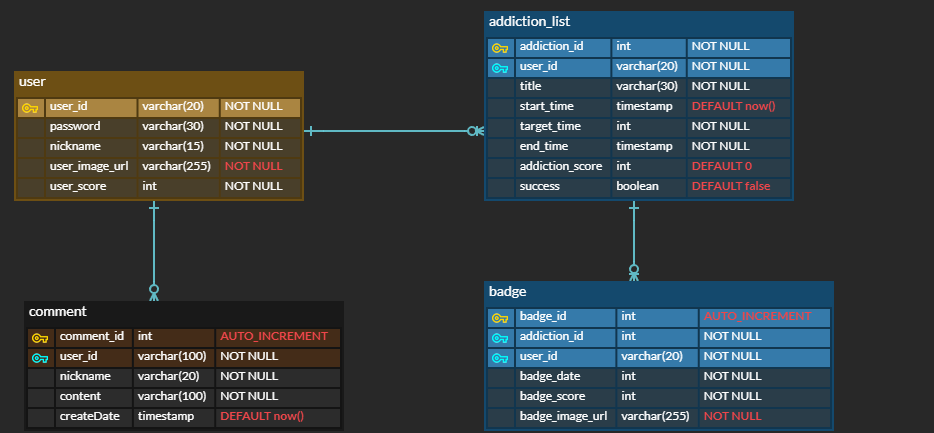 addiction_list
addiction_id int NOT NULL
user_id varchar(20) NOT NULL
title varchar(30) NOT NULL
start_time timestamp DEFAULT now()
target_time int NOT NULL
end_time timestamp NOT NULL
addiction_score int DEFAULT 0
success boolean DEFAULT false
user
user_id varchar(20) NOT NULL
password varchar(30) NOT NULL
nickname varchar(15) NOT NULL
user_image_url varchar(255) NOT NULL
user_score int NOT NULL
comment
comment_id int AUTO_INCREMENT
user_id varchar(100) NOT NULL
nickname varchar(20) NOT NULL
content varchar(100) NOT NULL
createDate timestamp DEFAULT now()
badge
badge_id int AUTO_INCREMENT
addiction_id int NOT NULL
user_id varchar(20) NOT NULL
badge_date int NOT NULL
badge_score int NOT NULL
badge_image_url varchar(255) NOT NULL